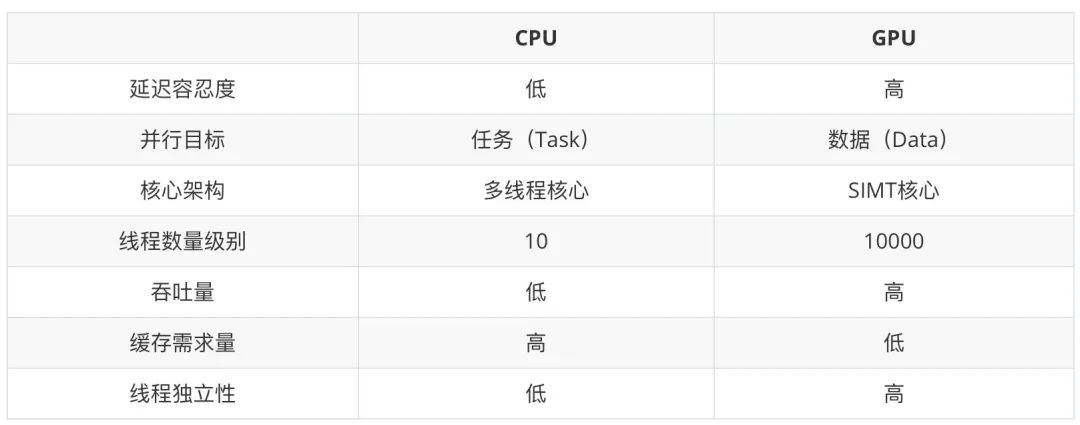 CPU GPU
延迟容忍度 低 高
并行目标 任务（Task） 数据（Data）
核心架构 多线程核心 SIMT核心
线程数量级别 10 10000
吞吐量 低 高
缓存需求量 高 低
线程独立性 低 高